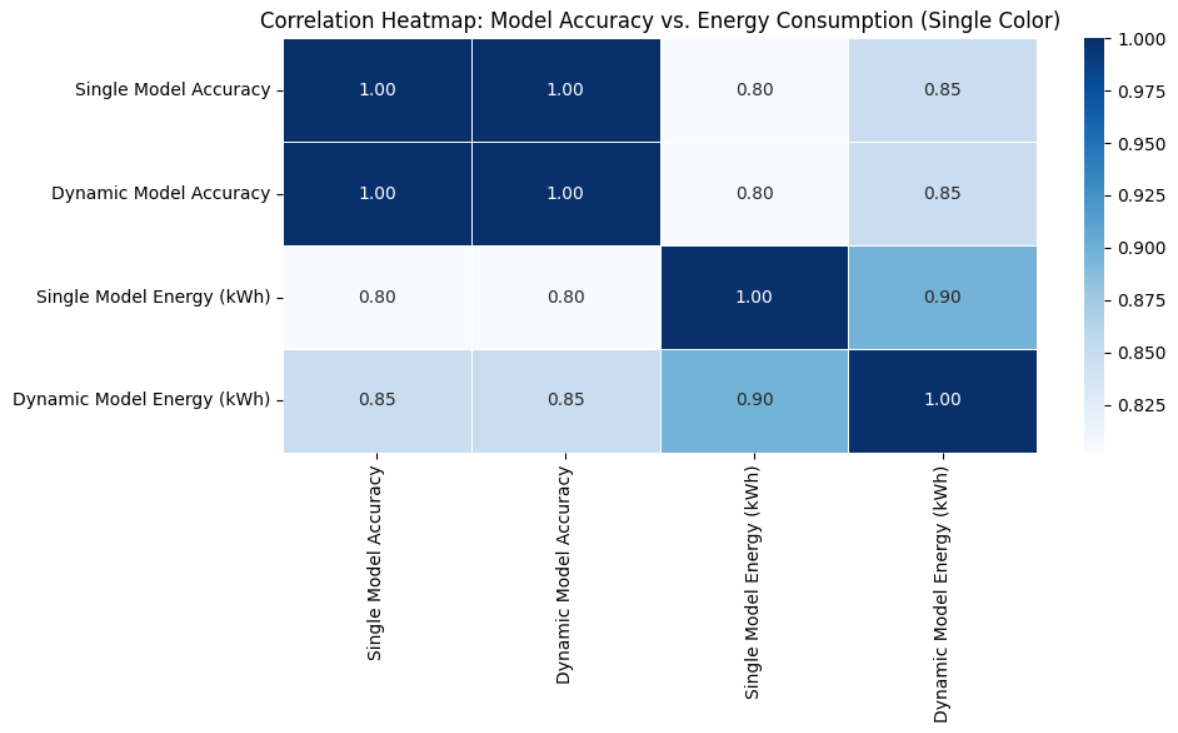 Correlation Heatmap: Model Accuracy vs. Energy Consumption (Single Color)
Single Model Accuracy 1.00 1.00 0.80 0.85
Dynamic Model Accuracy 1.00 1.00 0.80 0.85
Single Model Energy (kWh) 0.80 0.80 1.00 0.90
Dynamic Model Energy (kWh) 0.85 0.85 0.90 1.00
Single Model Accuracy
Dynamic Model Accuracy
Single Model Energy (kWh)
Dynamic Model Energy (kWh)
1.000
0.975
0.950
0.925
0.900
0.875
0.850
0.825